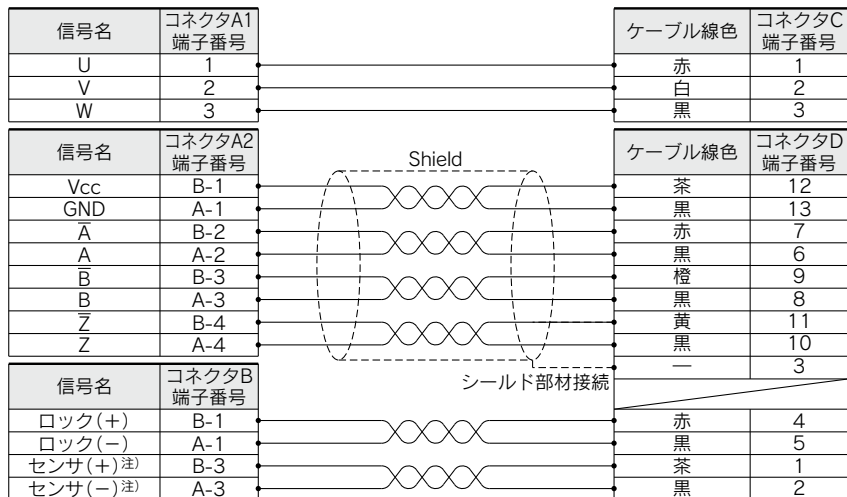 信号名 コネクタA1 端子番号 ケーブル線色 コネクタC 端子番号
U 1 赤 1
V 2 白 2
W 3 黒 3
信号名 コネクタA2 端子番号 Shield ケーブル線色 コネクタD 端子番号
Vcc B-1 茶 12
GND A-1 黒 13
A̅ B-2 赤 7
A A-2 黒 6
B̅ B-3 橙 9
B A-3 黒 8
Z̅ B-4 黄 11
Z A-4 黒 10
シールド部材接続 — 3
信号名 コネクタB 端子番号
ロック(+) B-1 赤 4
ロック(−) A-1 黒 5
センサ(+)注) B-3 茶 1
センサ(−)注) A-3 黒 2